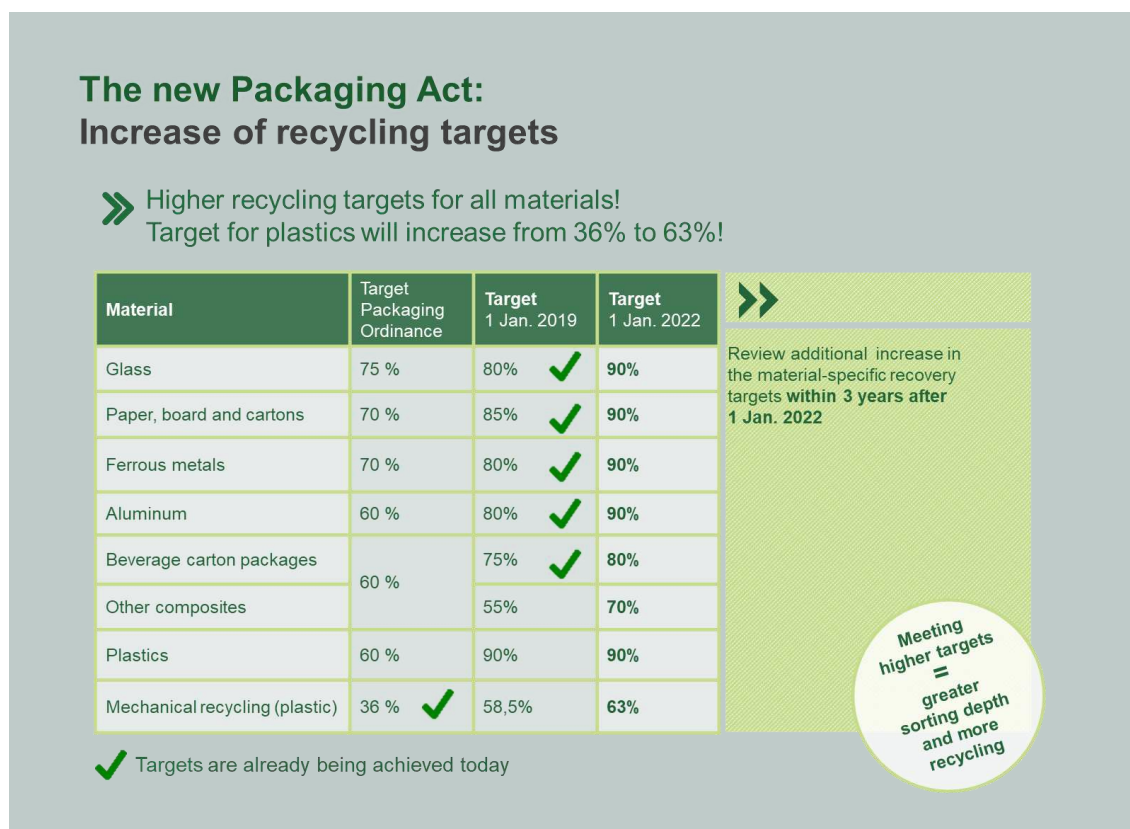 The new Packaging Act:
Increase of recycling targets
Higher recycling targets for all materials!
Target for plastics will increase from 36% to 63%!
Material
Target
Packaging
Ordinance
Target
1 Jan. 2019
Target
1 Jan. 2022
Glass
75 %
80%
90%
Paper, board and cartons
70 %
85%
90%
Ferrous metals
70 %
80%
90%
Aluminum
60 %
80%
90%
Beverage carton packages
60 %
75%
80%
Other composites
55%
70%
Plastics
60 %
90%
90%
Mechanical recycling (plastic)
36 %
58,5%
63%
Review additional increase in
the material-specific recovery
targets within 3 years after
1 Jan. 2022
Meeting
higher targets
=
greater
sorting depth
and more
recycling
Targets are already being achieved today